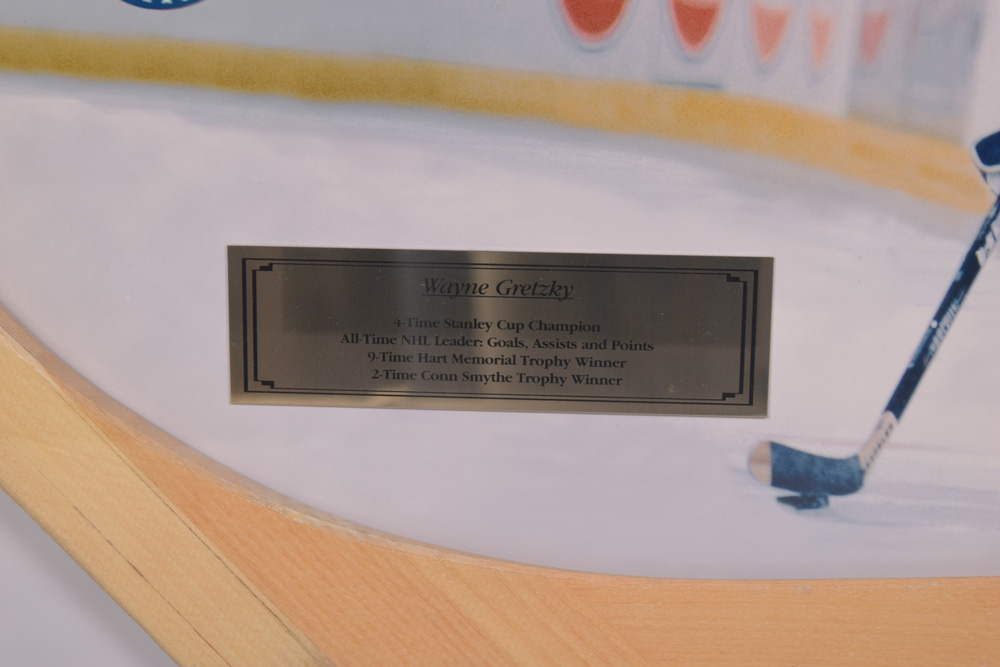 Wayne Gretzky
4-Time Stanley Cup Champion
All-Time NHL Leader: Goals, Assists and Points
9-Time Hart Memorial Trophy Winner
2-Time Conn Smythe Trophy Winner